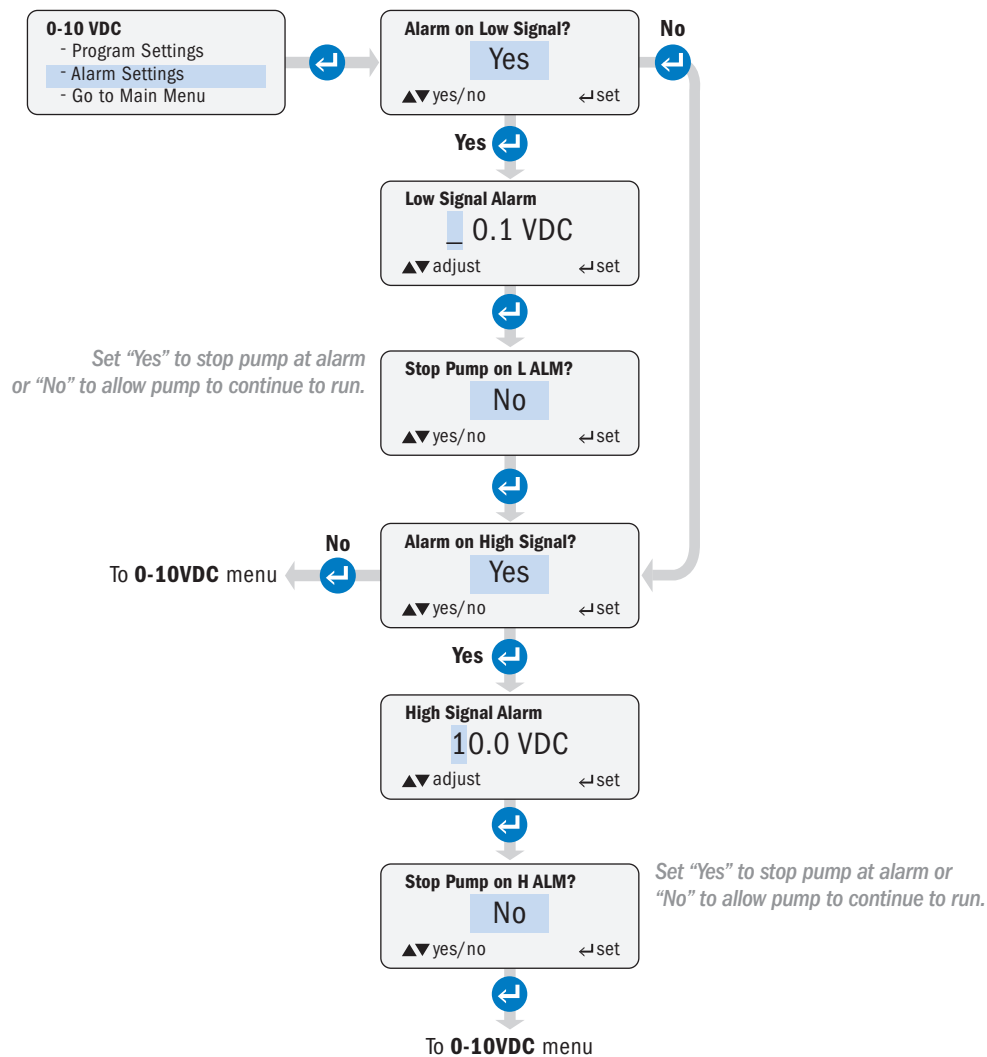 0-10 VDC
- Program Settings
- Alarm Settings
- Go to Main Menu
Alarm on Low Signal?
Yes
▲▼ yes/no ↵ set
No
Yes
Low Signal Alarm
_ 0.1 VDC
▲▼ adjust ↵ set
Set “Yes” to stop pump at alarm
or “No” to allow pump to continue to run.
Stop Pump on L ALM?
No
▲▼ yes/no ↵ set
Alarm on High Signal?
Yes
▲▼ yes/no ↵ set
No
To 0-10VDC menu
Yes
High Signal Alarm
10.0 VDC
▲▼ adjust ↵ set
Stop Pump on H ALM?
No
▲▼ yes/no ↵ set
Set “Yes” to stop pump at alarm or
“No” to allow pump to continue to run.
To 0-10VDC menu